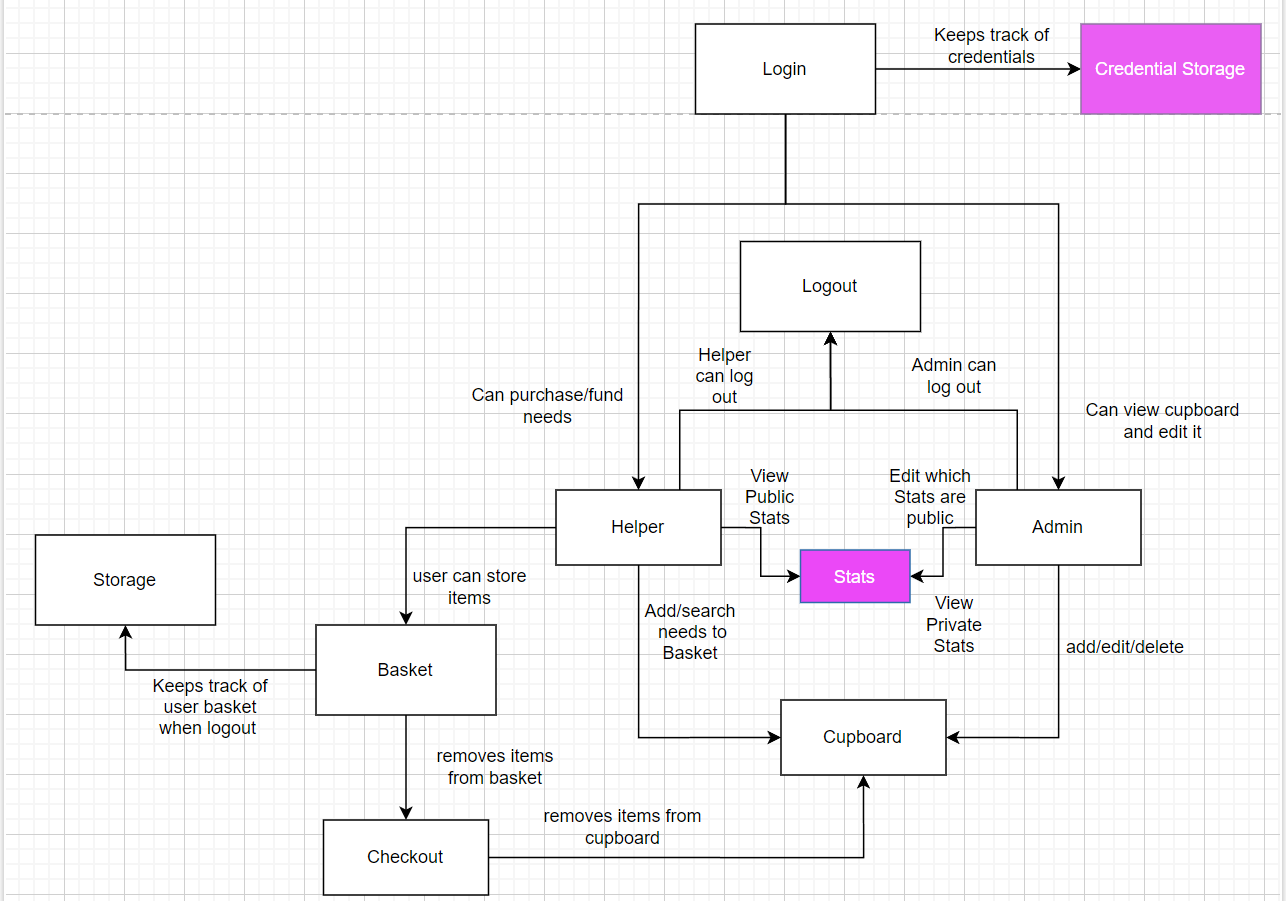 Login
Keeps track of
credentials
Credential Storage
Logout
Helper
can log
out
Admin can
log out
Can purchase/fund
needs
Can view cupboard
and edit it
View
Public
Stats
Edit which
Stats are
public
Helper
Admin
Stats
Storage
user can store
items
Add/search
needs to
Basket
View
Private
Stats
add/edit/delete
Basket
Keeps track of
user basket
when logout
Cupboard
removes items
from basket
removes items from
cupboard
Checkout